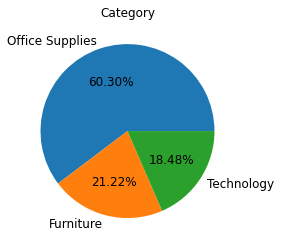 Category
Office Supplies
60.30%
18.48%
21.22%
Technology
Furniture